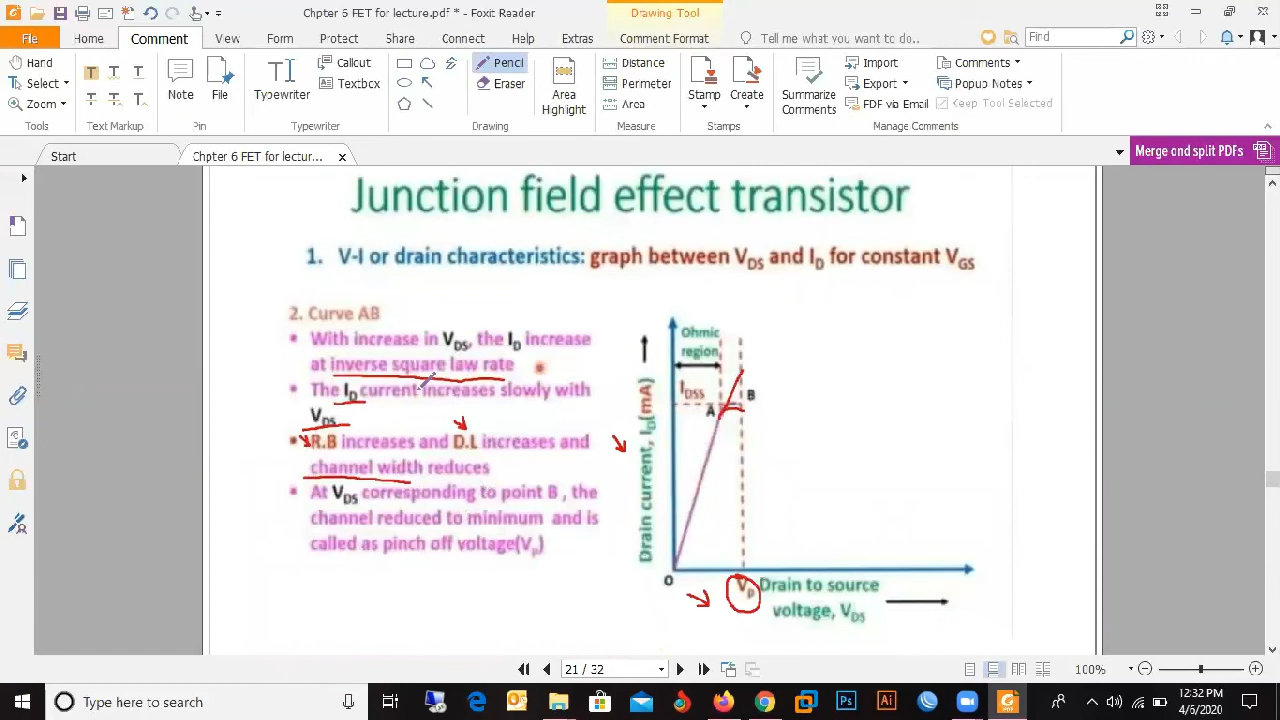 Chpter 6 FET for lecture.pdf * - Foxit Reader
Drawing Tool
File Home Comment View Form Protect Share Connect Help Extras Comment Format Tell me what you want to do.. Find
Hand
Select
Zoom
Tools
Text Markup
Note
File
Pin
Typewriter
Callout
Textbox
Typewriter
Pencil
Eraser
Drawing
Area
Highlight
Distance
Perimeter
Area
Measure
Stamp
Create
Stamps
Summarize
Comments
Import
Export
FDF via Email
Comments
Popup Notes
Keep Tool Selected
Manage Comments
Start
Chpter 6 FET for lectur...
Merge and split PDFs
Junction field effect transistor
1. V-I or drain characteristics: graph between VDS and ID for constant VGS
2. Curve AB
• With increase in VDS, the ID increase
at inverse square law rate
• The ID current increases slowly with
VDS
• R.B increases and D.L increases and
channel width reduces
• At VDS corresponding to point B , the
channel reduced to minimum and is
called as pinch off voltage(Vp)
Ohmic
region
IDSS
A
B
Drain current, ID(mA)
O
Vp
Drain to source
voltage, VDS
21 / 32
100%
Type here to search
Ps
Ai
12:32 PM
4/6/2020